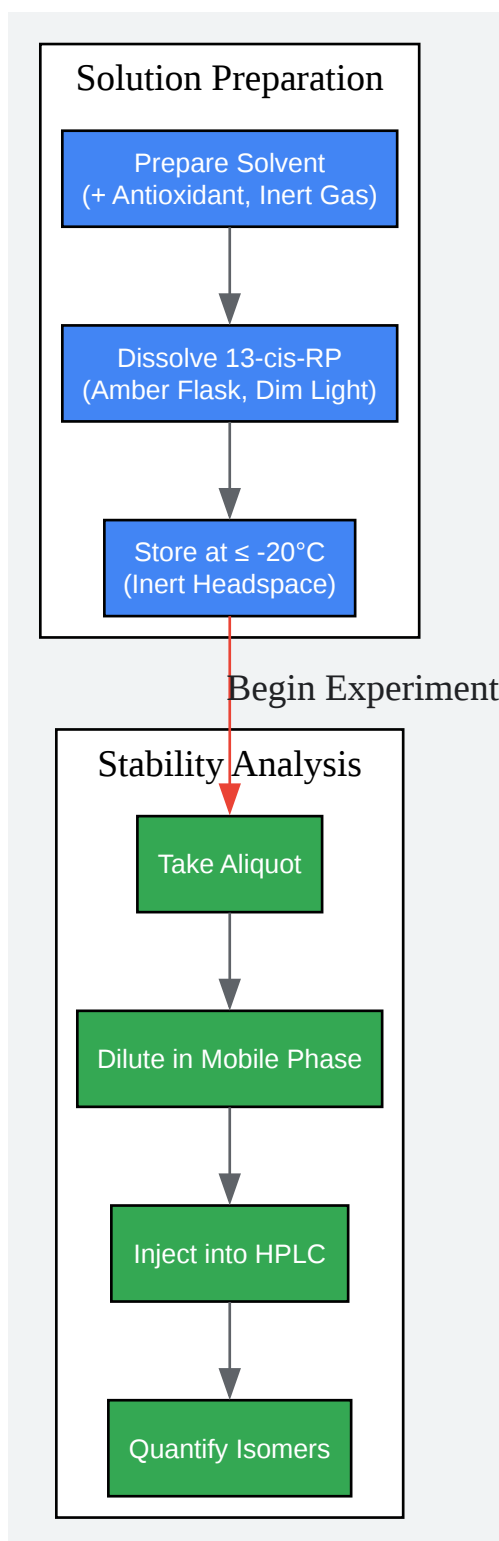 Solution Preparation
Prepare Solvent
(+ Antioxidant, Inert Gas)
Dissolve 13-cis-RP
(Amber Flask, Dim Light)
Store at ≤ -20°C
(Inert Headspace)
Begin Experiment
Stability Analysis
Take Aliquot
Dilute in Mobile Phase
Inject into HPLC
Quantify Isomers